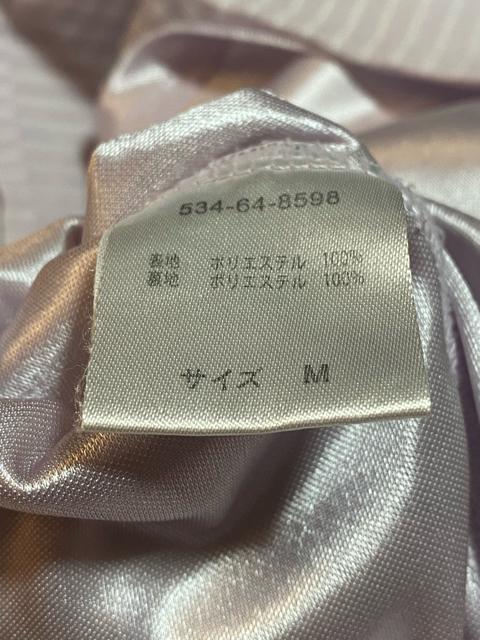 534-64-8598
表地 ポリエステル 100%
裏地 ポリエステル 100%
サイズ M